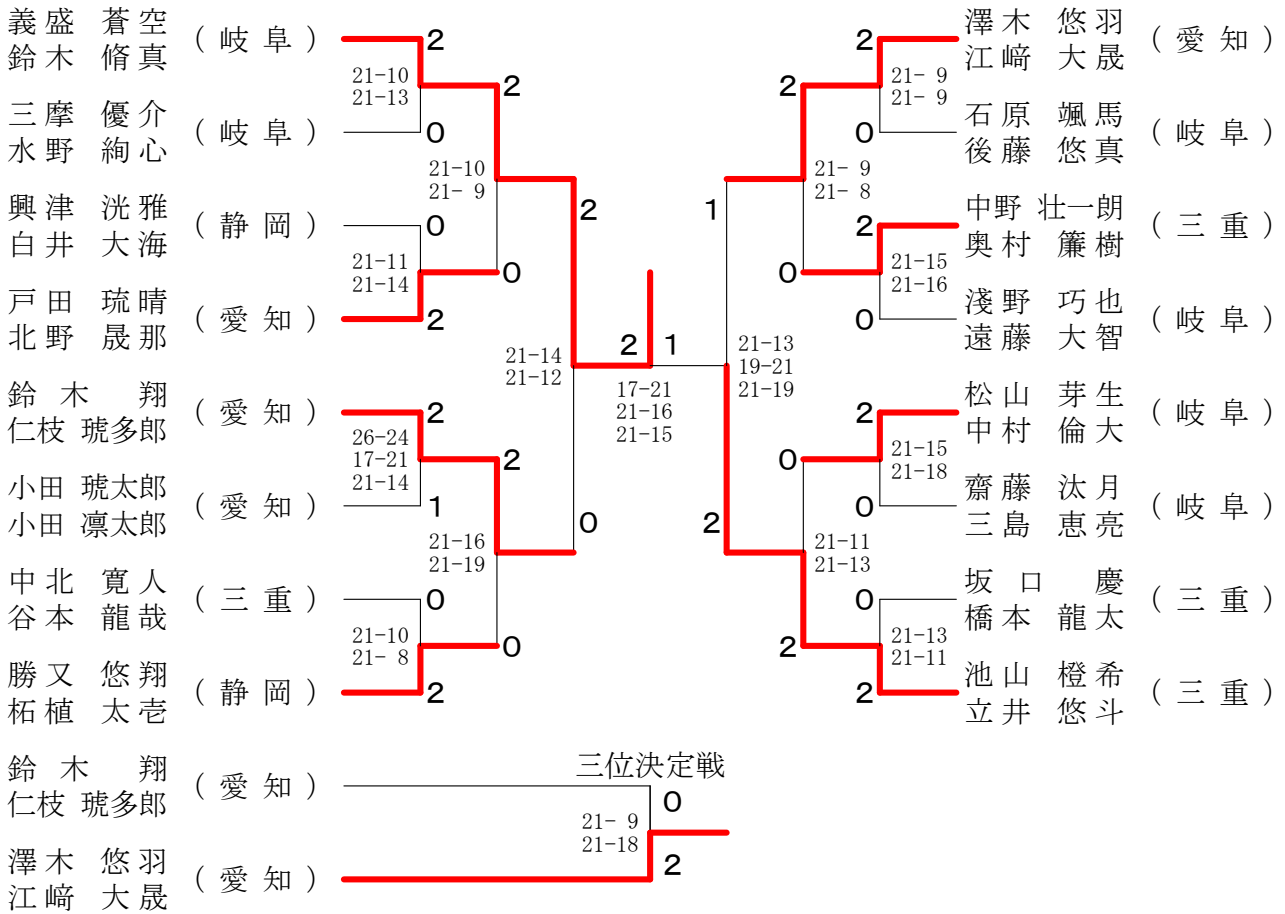 義盛 蒼空
鈴木 脩真
(岐阜)
2
21-10
21-13
三摩 優介
水野 絢心
(岐阜)
0
2
21-10
21- 9
興津 洸雅
白井 大海
(静岡)
0
21-11
21-14
戸田 琉晴
北野 晟那
(愛知)
2
0
2
21-14
21-12
鈴木 翔
仁枝 琥多郎
(愛知)
2
26-24
17-21
21-14
小田 琥太郎
小田 凛太郎
(愛知)
1
2
21-16
21-19
0
中北 寛人
谷本 龍哉
(三重)
0
21-10
21- 8
勝又 悠翔
柘植 太壱
(静岡)
2
0
2 1
17-21
21-16
21-15
澤木 悠羽
江﨑 大晟
(愛知)
2
21- 9
21- 9
石原 颯馬
後藤 悠真
(岐阜)
0
2
21- 9
21- 8
中野 壮一朗
奥村 簾樹
(三重)
2
21-15
21-16
淺野 巧也
遠藤 大智
(岐阜)
0
0
1
21-13
19-21
21-19
松山 芽生
中村 倫大
(岐阜)
2
21-15
21-18
齋藤 汰月
三島 恵亮
(岐阜)
0
0
21-11
21-13
2
坂口 慶
橋本 龍太
(三重)
0
21-13
21-11
池山 橙希
立井 悠斗
(三重)
2
2
三位決定戦
鈴木 翔
仁枝 琥多郎
(愛知)
0
21- 9
21-18
澤木 悠羽
江﨑 大晟
(愛知)
2